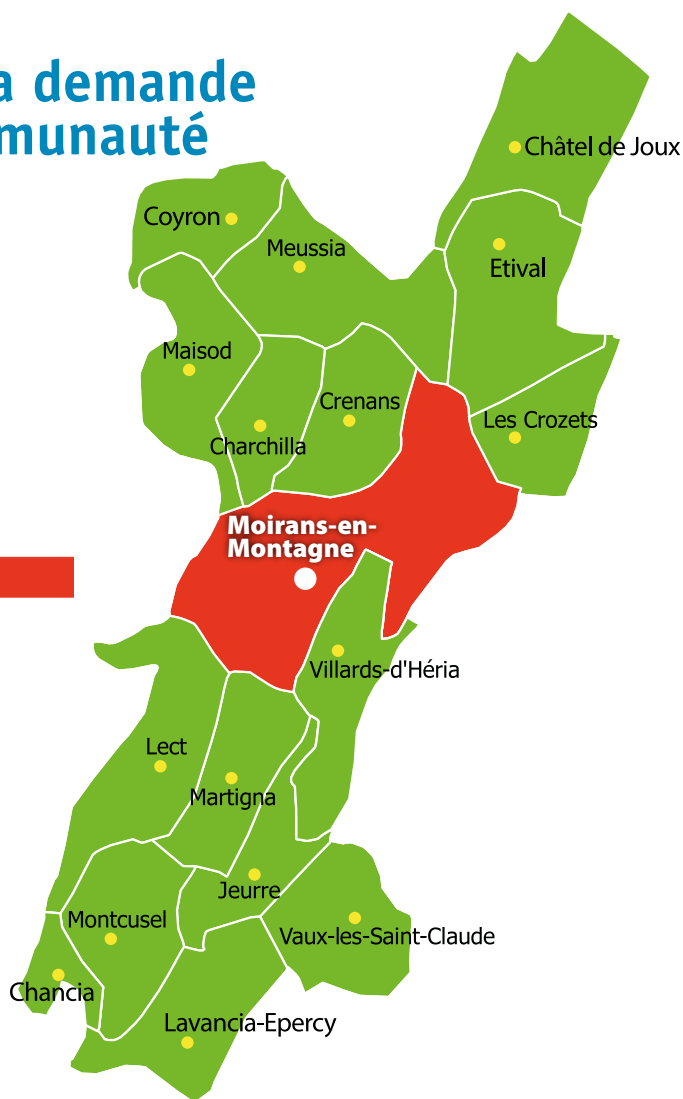 a demande
munauté
Châtel de Joux
Coyron
Meussia
Etival
Maisod
Crenans
Les Crozets
Charchilla
Moirans-en-
Montagne
Villards-d'Héria
Lect
Martigna
Jeurre
Montcusel
Vaux-les-Saint-Claude
Chancia
Lavancia-Epercy